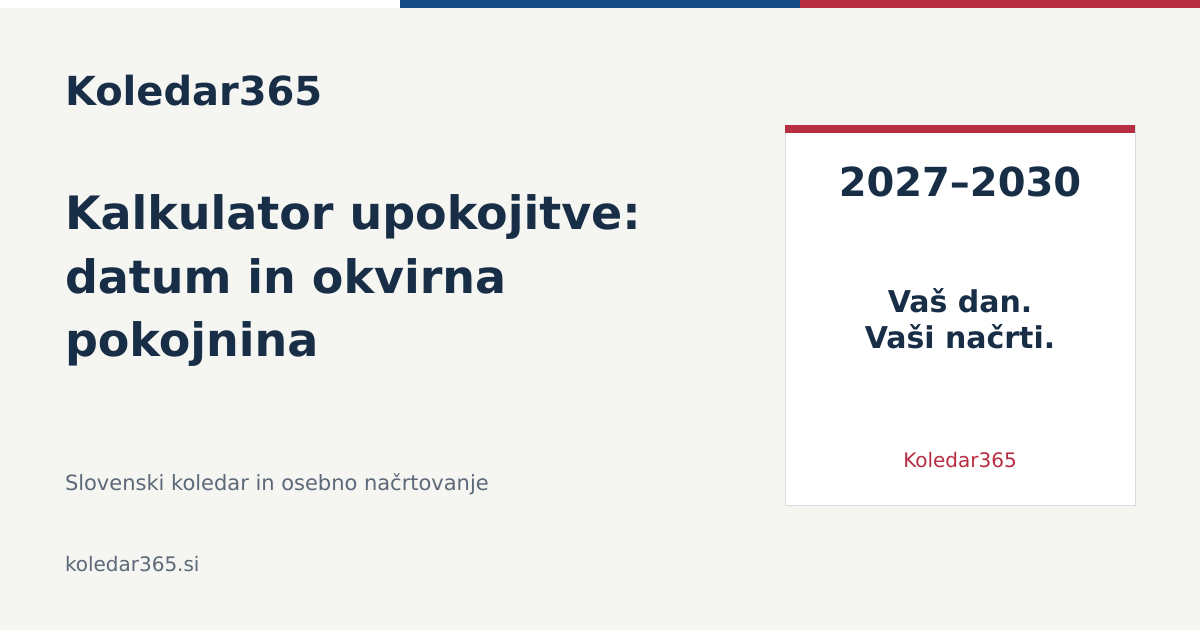 Koledar365
Kalkulator upokojitve:
datum in okvirna
pokojnina
Slovenski koledar in osebno načrtovanje
koledar365.si
2027–2030
Vaš dan.
Vaši načrti.
Koledar365